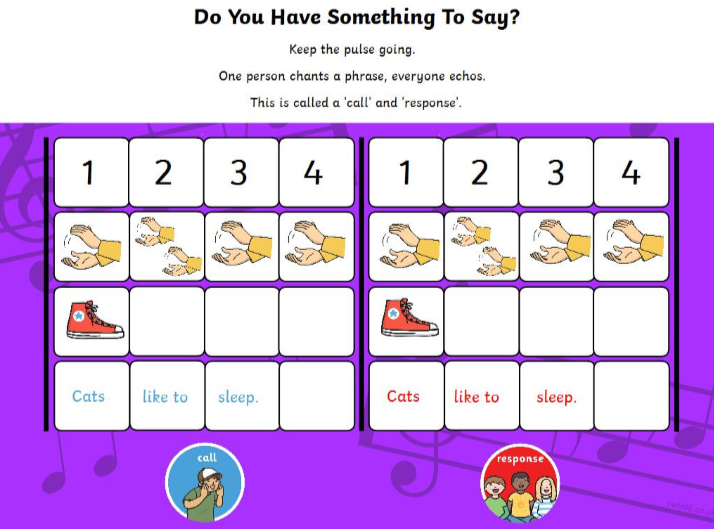 Do You Have Something To Say?
Keep the pulse going.
One person chants a phrase, everyone echos.
This is called a 'call' and 'response'.
1 2 3 4 1 2 3 4
Cats like to sleep. Cats like to sleep.
call response